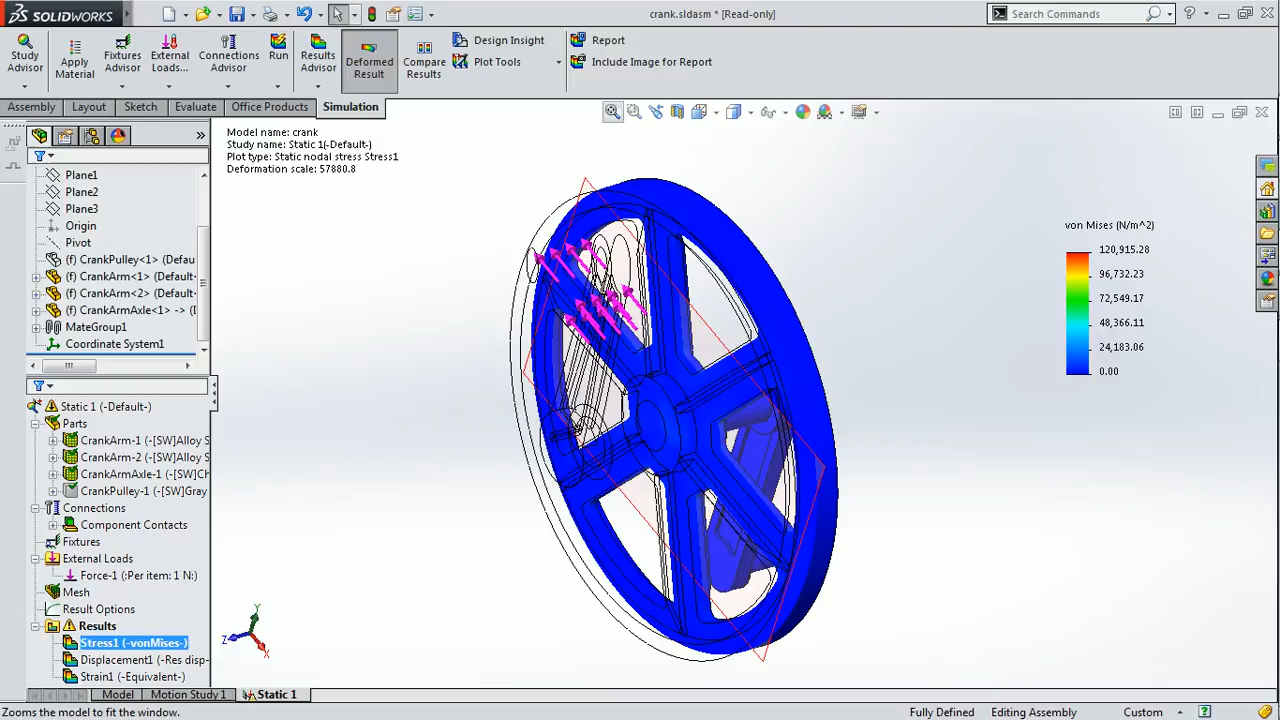 SOLIDWORKS
crank.sldasm * [Read-only]
Search Commands
Study Advisor
Apply Material
Fixtures Advisor
External Loads...
Connections Advisor
Run
Results Advisor
Deformed Result
Compare Results
Design Insight
Plot Tools
Report
Include Image for Report
Assembly
Layout
Sketch
Evaluate
Office Products
Simulation
Model name: crank
Study name: Static 1(-Default-)
Plot type: Static nodal stress Stress1
Deformation scale: 57880.8
Plane1
Plane2
Plane3
Origin
Pivot
(f) CrankPulley<1> (Defau
(f) CrankArm<1> (Default-
(f) CrankArm<2> (Default-
(f) CrankArmAxle<1> -> (D
MateGroup1
Coordinate System1
Static 1 (-Default-)
Parts
CrankArm-1 (-[SW]Alloy S
CrankArm-2 (-[SW]Alloy S
CrankArmAxle-1 (-[SW]Ch
CrankPulley-1 (-[SW]Gray
Connections
Component Contacts
Fixtures
External Loads
Force-1 (:Per item: 1 N:)
Mesh
Result Options
Results
Stress1 (-vonMises-)
Displacement1 (-Res disp-
Strain1 (-Equivalent-)
von Mises (N/m^2)
120,915.28
96,732.23
72,549.17
48,366.11
24,183.06
0.00
Y
Z
X
Model
Motion Study 1
Static 1
Zooms the model to fit the window.
Fully Defined
Editing Assembly
Custom